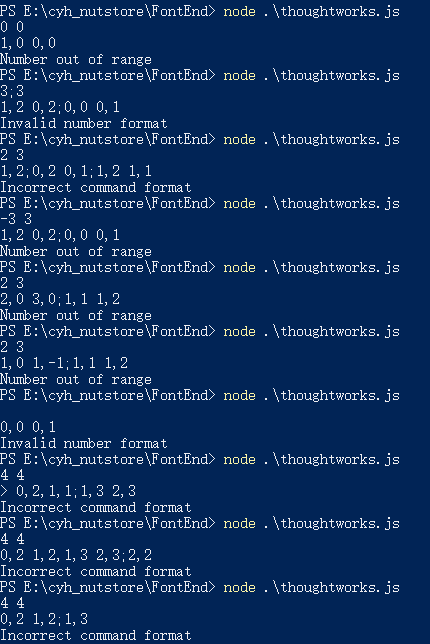 PS E:\cyh_nutstore\FontEnd> node .\thoughtworks.js
0 0
1,0 0,0
Number out of range
PS E:\cyh_nutstore\FontEnd> node .\thoughtworks.js
3;3
1,2 0,2;0,0 0,1
Invalid number format
PS E:\cyh_nutstore\FontEnd> node .\thoughtworks.js
2 3
1,2;0,2 0,1;1,2 1,1
Incorrect command format
PS E:\cyh_nutstore\FontEnd> node .\thoughtworks.js
-3 3
1,2 0,2;0,0 0,1
Number out of range
PS E:\cyh_nutstore\FontEnd> node .\thoughtworks.js
2 3
2,0 3,0;1,1 1,2
Number out of range
PS E:\cyh_nutstore\FontEnd> node .\thoughtworks.js
2 3
1,0 1,-1;1,1 1,2
Number out of range
PS E:\cyh_nutstore\FontEnd> node .\thoughtworks.js
0,0 0,1
Invalid number format
PS E:\cyh_nutstore\FontEnd> node .\thoughtworks.js
4 4
> 0,2,1,1;1,3 2,3
Incorrect command format
PS E:\cyh_nutstore\FontEnd> node .\thoughtworks.js
4 4
0,2 1,2,1,3 2,3;2,2
Incorrect command format
PS E:\cyh_nutstore\FontEnd> node .\thoughtworks.js
4 4
0,2 1,2;1,3
Incorrect command format